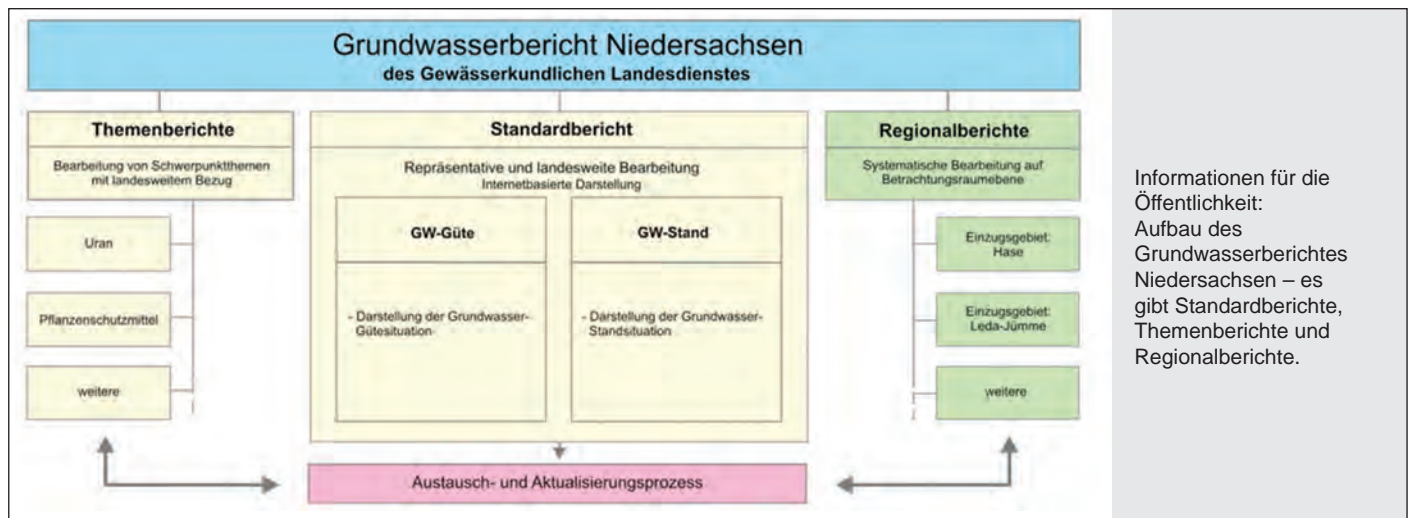 Grundwasserbericht Niedersachsen
des Gewässerkundlichen Landesdienstes
Themenberichte
Bearbeitung von Schwerpunktthemen
mit landesweitem Bezug
Uran
Pflanzenschutzmittel
weitere
Standardbericht
Repräsentative und landesweite Bearbeitung
Internetbasierte Darstellung
GW-Güte
- Darstellung der Grundwasser-
Gütesituation
GW-Stand
- Darstellung der Grundwasser-
Standsituation
Regionalberichte
Systematische Bearbeitung auf
Betrachtungsraumebene
Einzugsgebiet:
Hase
Einzugsgebiet:
Leda-Jümme
weitere
Austausch- und Aktualisierungsprozess
Informationen für die
Öffentlichkeit:
Aufbau des
Grundwasserberichtes
Niedersachsen – es
gibt Standardberichte,
Themenberichte und
Regionalberichte.